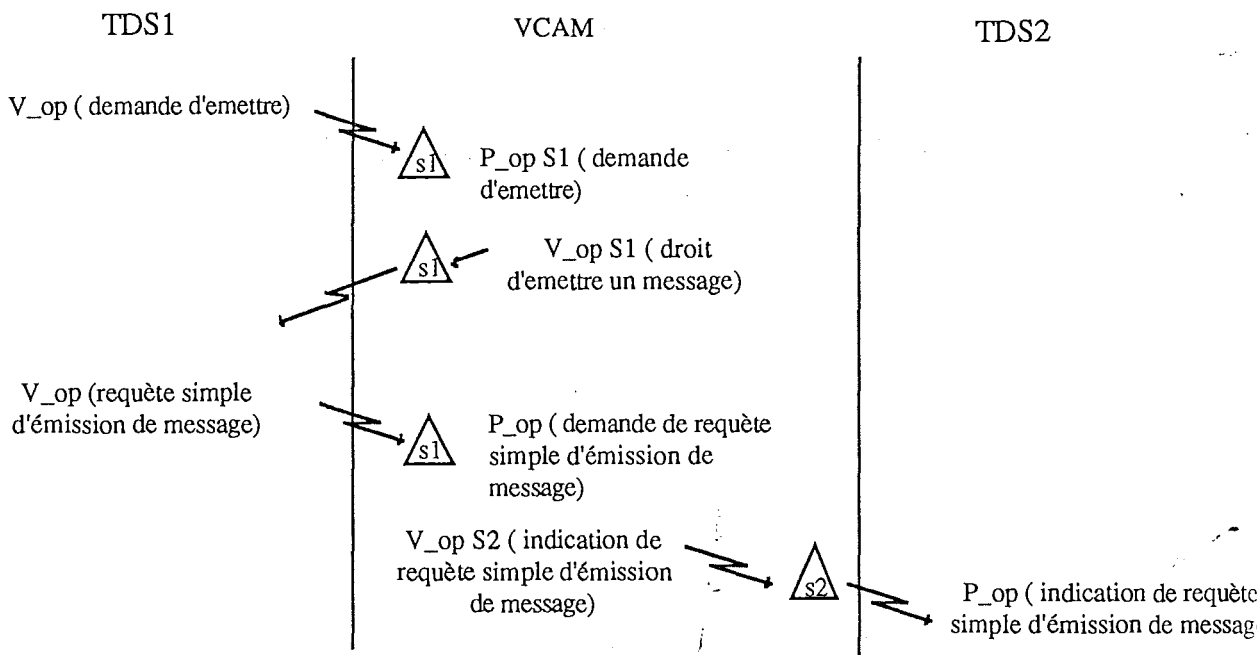 TDS1
VCAM
TDS2
V_op ( demande d'emettre)
s1
P_op S1 ( demande
d'emettre)
s1
V_op S1 ( droit
d'emettre un message)
V_op (requète simple
d'émission de message)
s1
P_op ( demande de requète
simple d'émission de
message)
V_op S2 ( indication de
requète simple d'émission
de message)
s2
P_op ( indication de requète
simple d'émission de messag